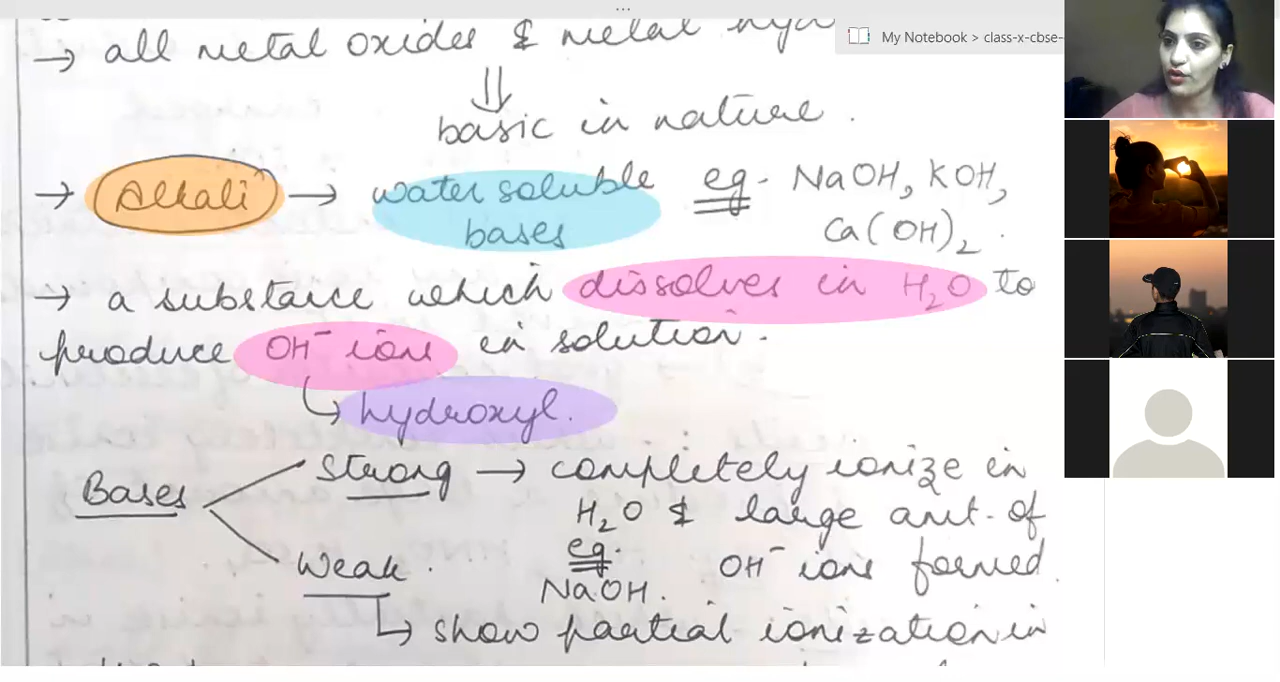 → all metal oxides & metal hydr
My Notebook > class-x-cbse-
⇓
basic in nature.
→ Alkali → water soluble bases eg- NaOH, KOH, Ca(OH)₂.
→ a substance which dissolves in H₂O to
produce OH⁻ ions in solution.
↳ hydroxyl.
Bases
Strong → completely ionize in
H₂O & large amt. of
OH⁻ ions formed.
eg.
NaOH.
Weak.
↳ show partial ionization in